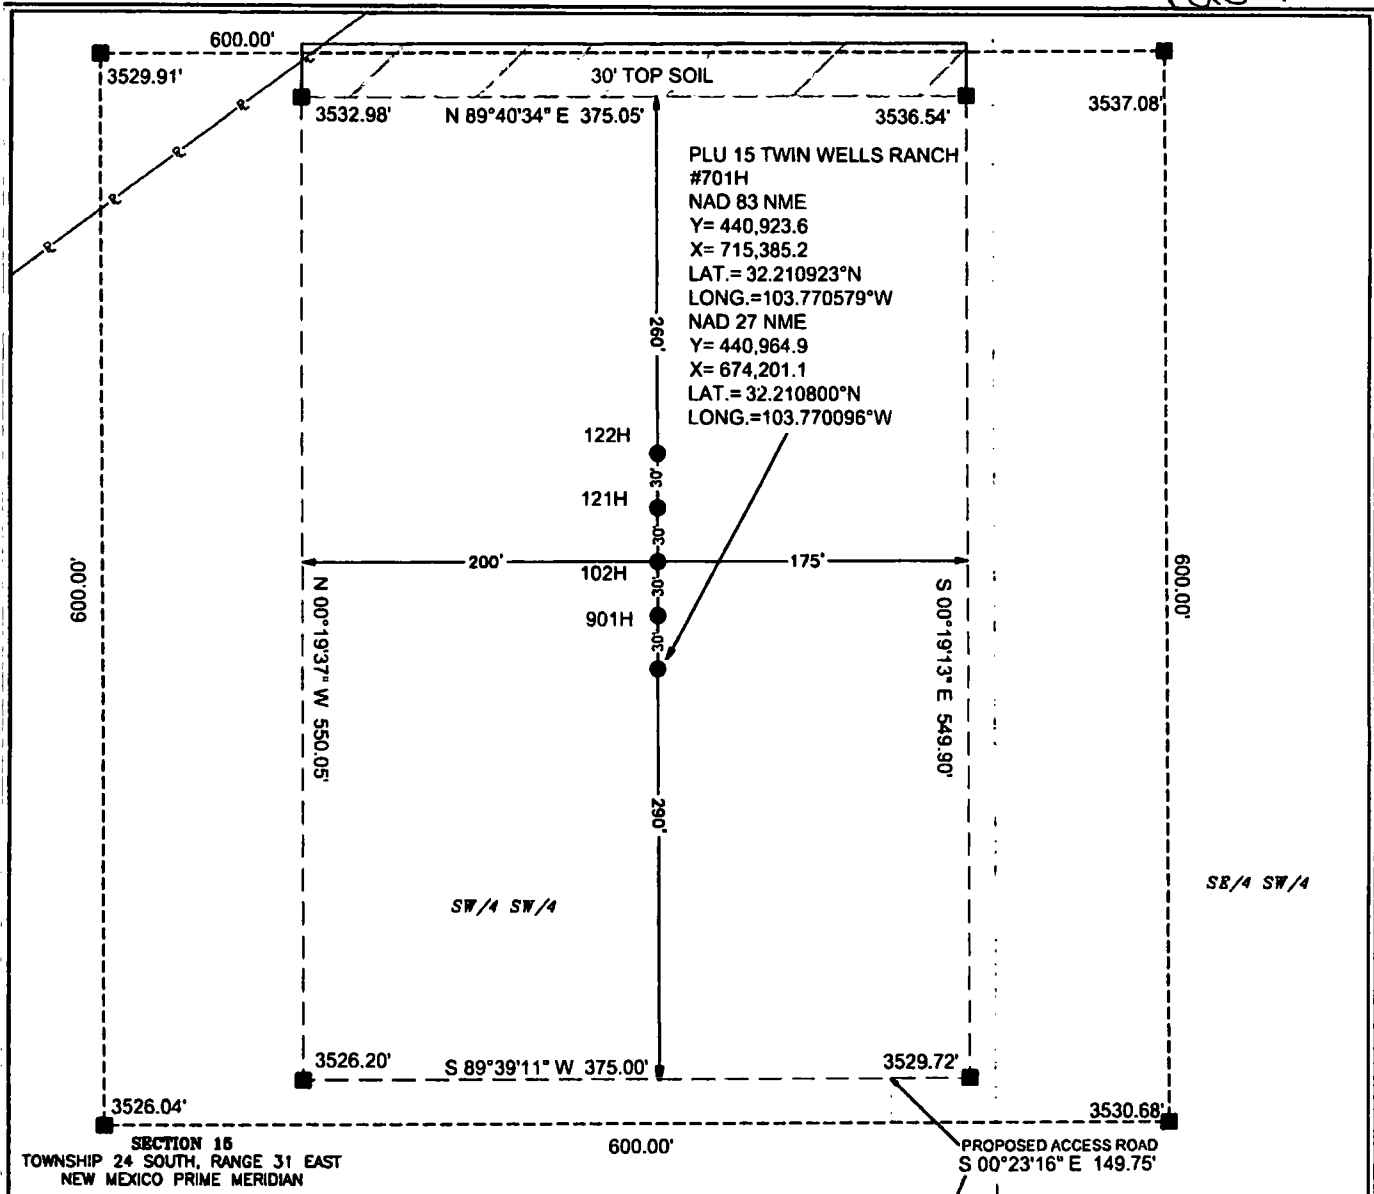 600.00'
3529.91'
30' TOP SOIL
3537.08'
3532.98'
N 89°40'34" E 375.05'
3536.54'
PLU 15 TWIN WELLS RANCH
#701H
NAD 83 NME
Y= 440,923.6
X= 715,385.2
LAT.= 32.210923°N
LONG.=103.770579°W
NAD 27 NME
Y= 440,964.9
X= 674,201.1
LAT.= 32.210800°N
LONG.=103.770096°W
260'
122H
30'
121H
30'
200'
175'
102H
30'
901H
30'
600.00'
N 00°19'37" W 550.05'
S 00°19'13" E 549.90'
600.00'
290'
SW/4 SW/4
SE/4 SW/4
3526.20'
S 89°39'11" W 375.00'
3529.72'
3526.04'
3530.68'
SECTION 15
TOWNSHIP 24 SOUTH, RANGE 31 EAST
NEW MEXICO PRIME MERIDIAN
600.00'
PROPOSED ACCESS ROAD
S 00°23'16" E 149.75'